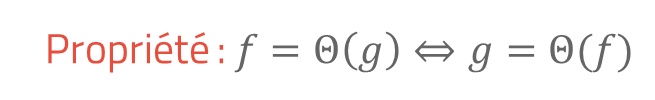 Propriété : f = Θ(g) ⇔ g = Θ(f)